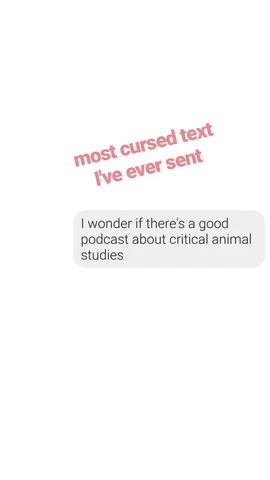 most cursed text
I've ever sent
I wonder if there's a good
podcast about critical animal
studies